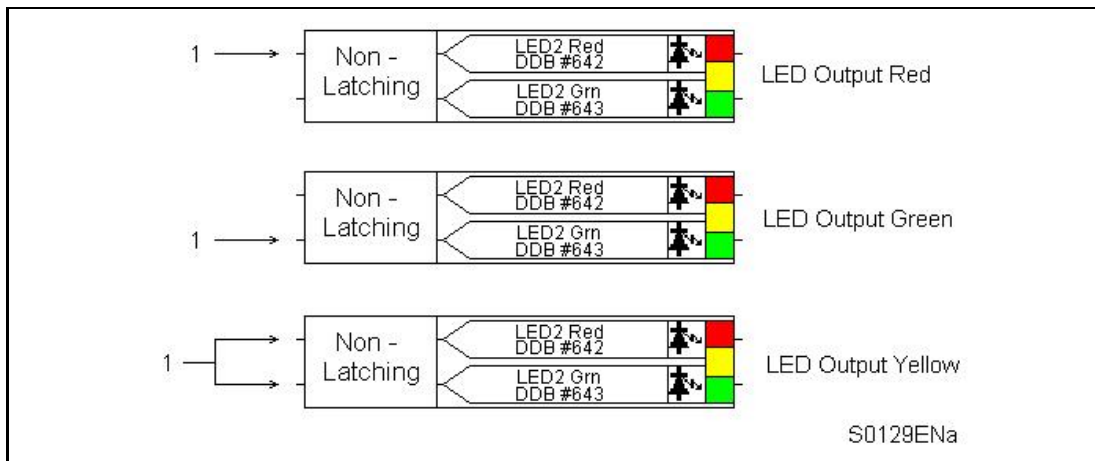 1
Non -
Latching
LED2 Red
DDB #642
LED2 Grn
DDB #643
LED Output Red
1
Non -
Latching
LED2 Red
DDB #642
LED2 Grn
DDB #643
LED Output Green
1
Non -
Latching
LED2 Red
DDB #642
LED2 Grn
DDB #643
LED Output Yellow
S0129ENa